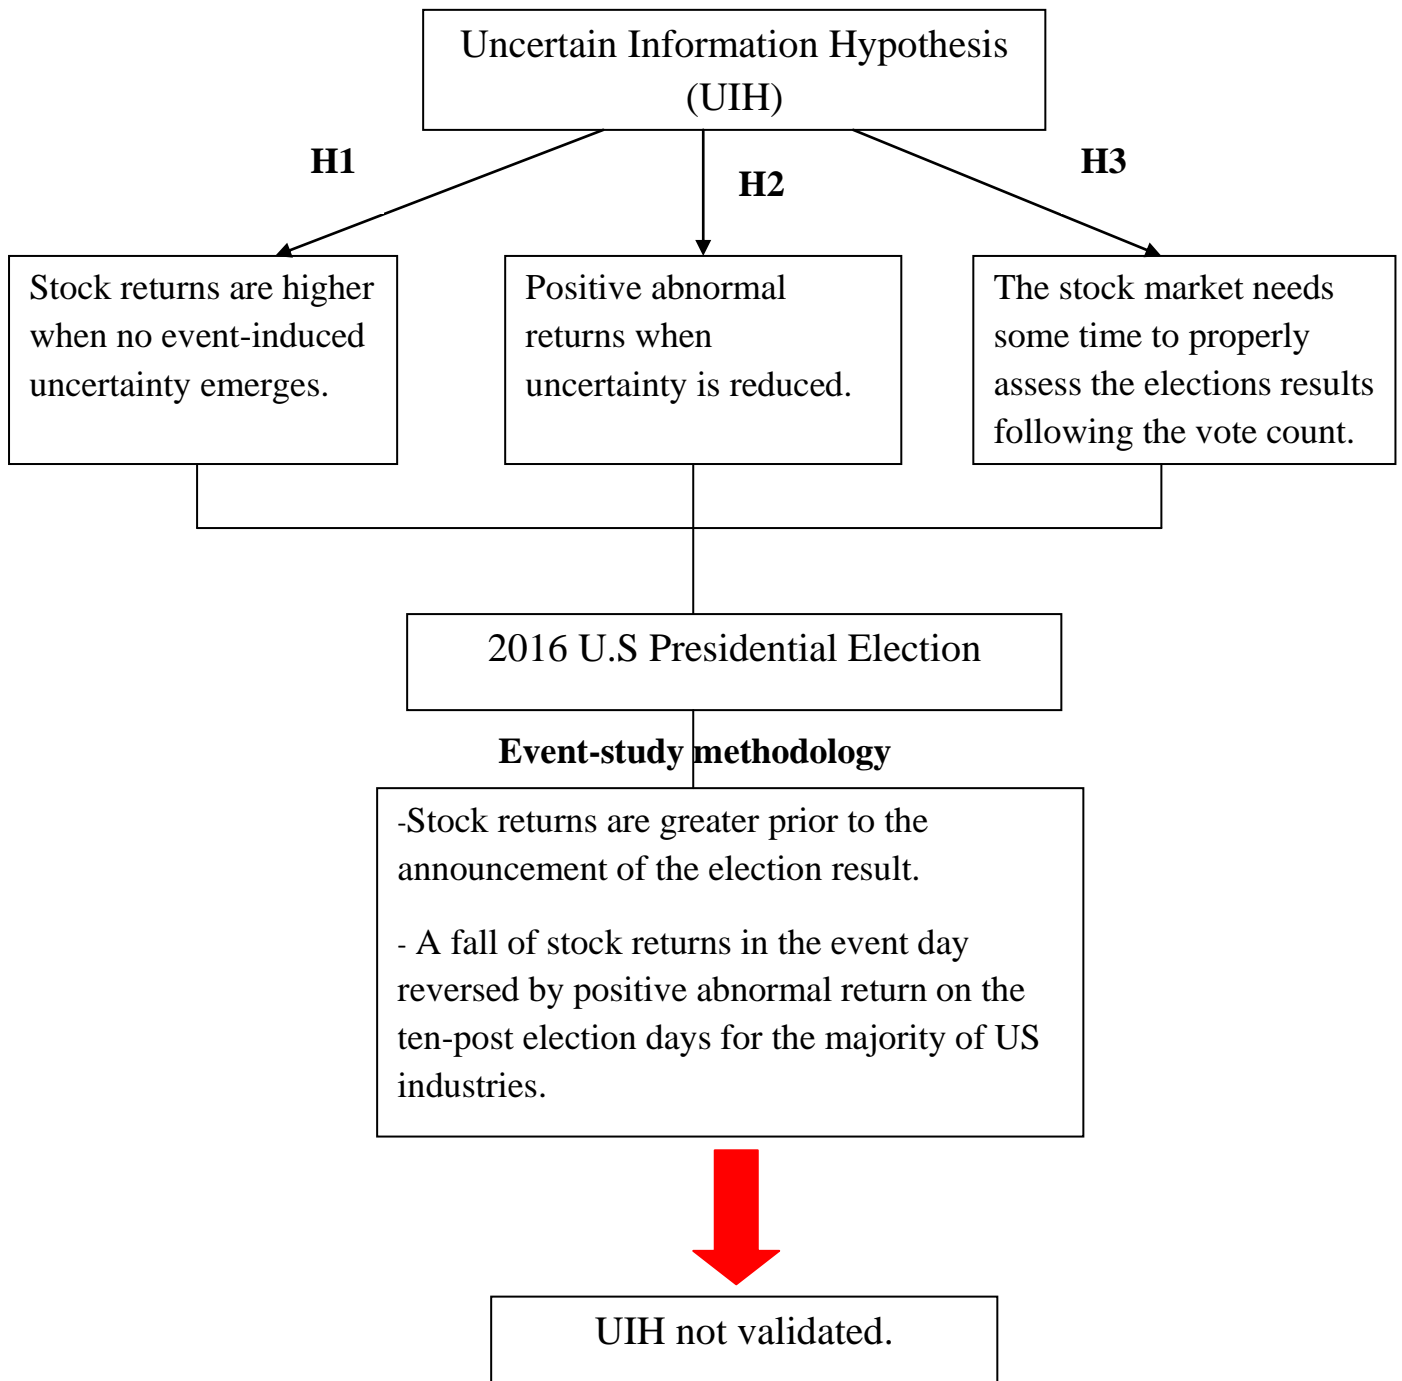 Uncertain Information Hypothesis
(UIH)
H1
H2
H3
Stock returns are higher
when no event-induced
uncertainty emerges.
Positive abnormal
returns when
uncertainty is reduced.
The stock market needs
some time to properly
assess the elections results
following the vote count.
2016 U.S Presidential Election
Event-study methodology
-Stock returns are greater prior to the
announcement of the election result.
- A fall of stock returns in the event day
reversed by positive abnormal return on the
ten-post election days for the majority of US
industries.
UIH not validated.